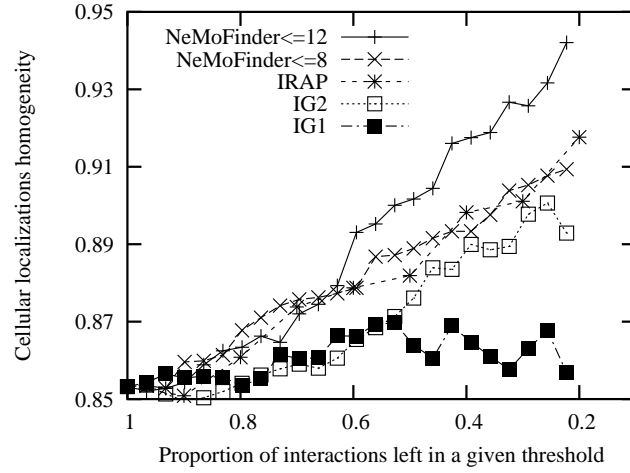 0.95
0.93
0.91
0.89
0.87
0.85
Cellular localizations homogeneity
NeMoFinder<=12
NeMoFinder<=8
IRAP
IG2
IG1
1
0.8
0.6
0.4
0.2
Proportion of interactions left in a given threshold